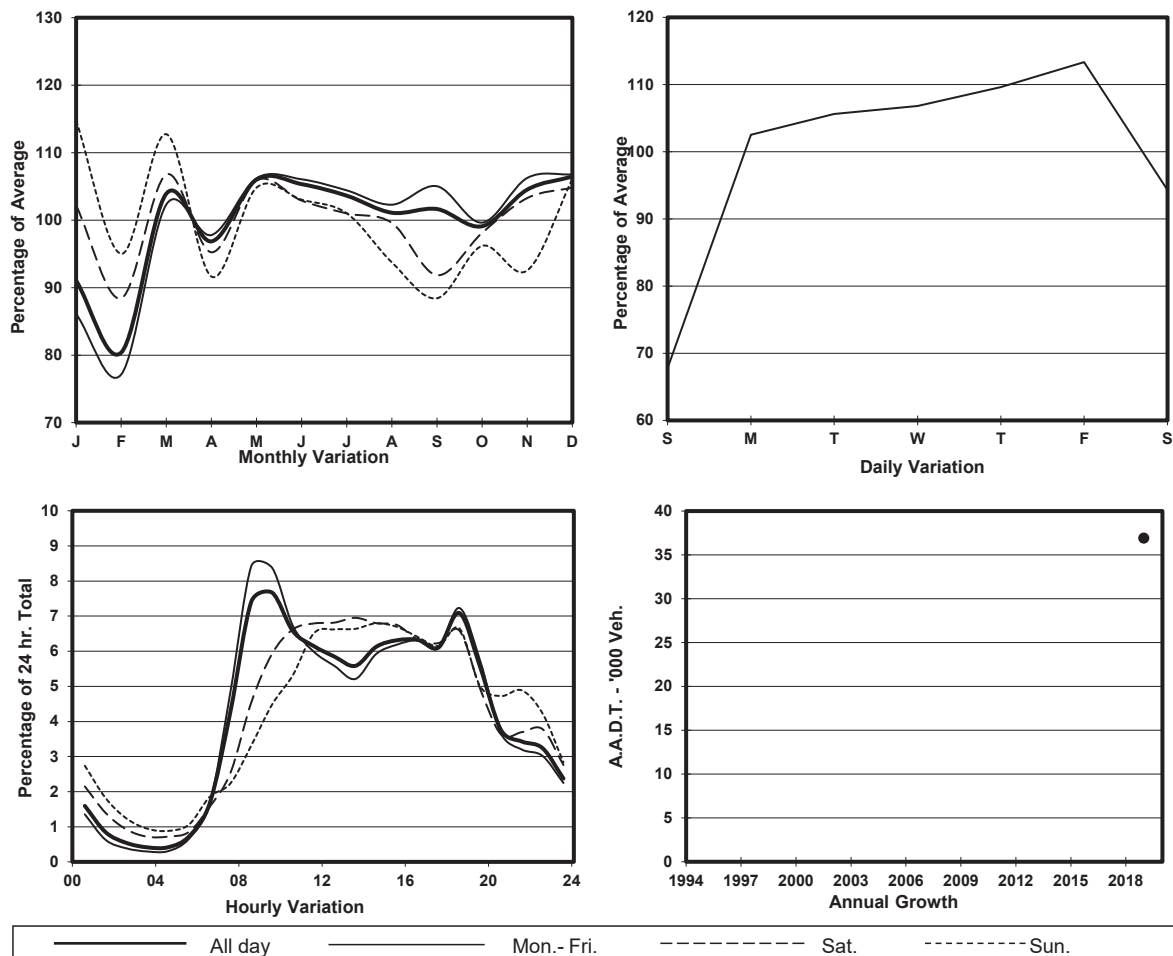 130
120
110
100
90
80
70
Percentage of Average
J F M A M J J A S O N D
Monthly Variation
120
110
100
90
80
70
60
Percentage of Average
S M T W T F S
Daily Variation
10
9
8
7
6
5
4
3
2
1
0
Percentage of 24 hr. Total
00 04 08 12 16 20 24
Hourly Variation
40
35
30
25
20
15
10
5
0
A.A.D.T. - '000 Veh.
1994 1997 2000 2003 2006 2009 2012 2015 2018
Annual Growth
All day Mon.- Fri. Sat. Sun.